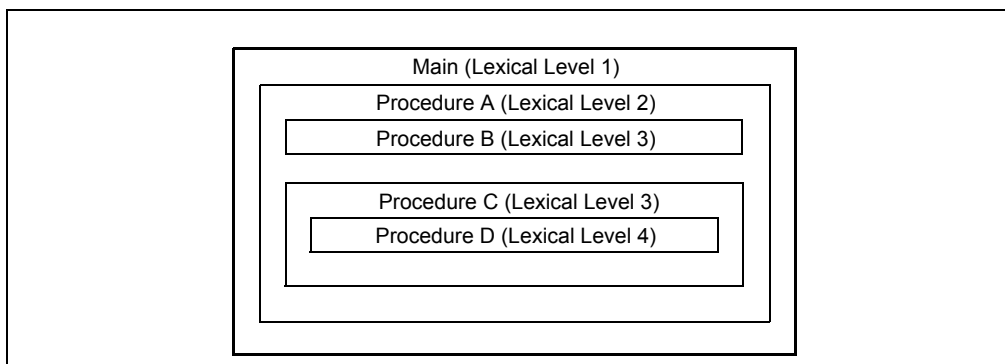 Main (Lexical Level 1)
Procedure A (Lexical Level 2)
Procedure B (Lexical Level 3)
Procedure C (Lexical Level 3)
Procedure D (Lexical Level 4)